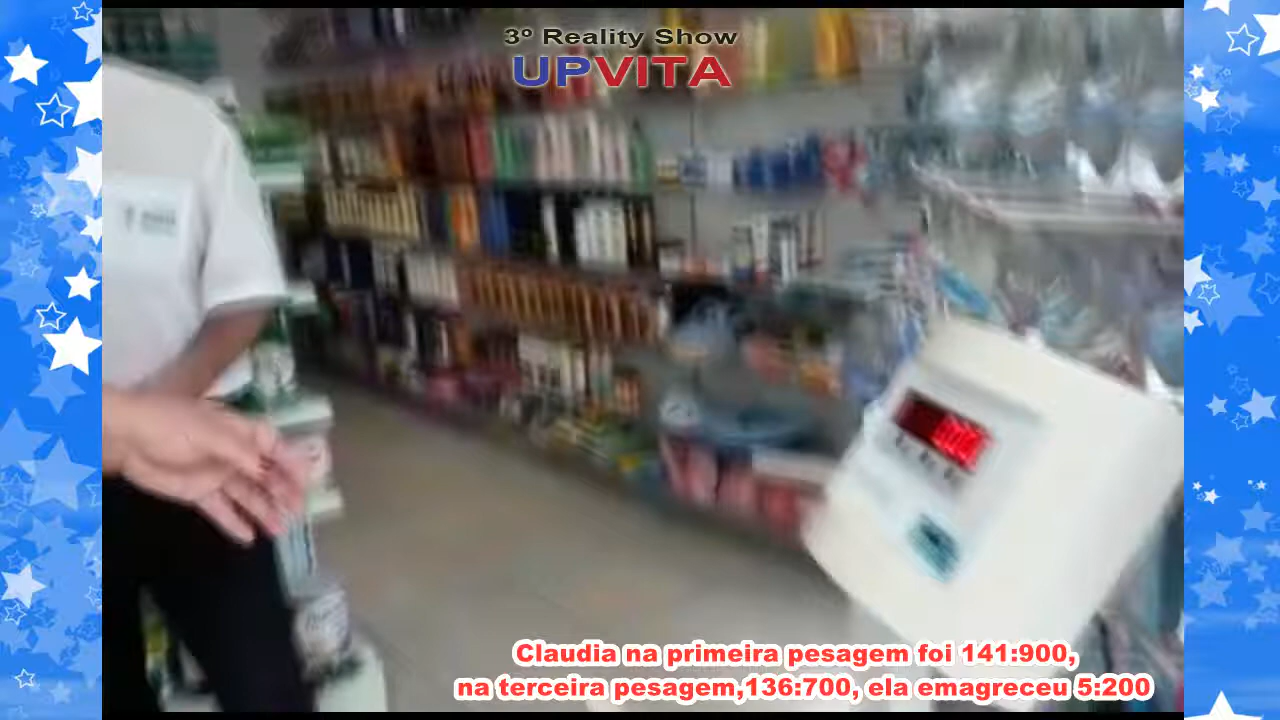 3º Reality Show
UPVITA
Claudia na primeira pesagem foi 141:900,
na terceira pesagem,136:700, ela emagreceu 5:200